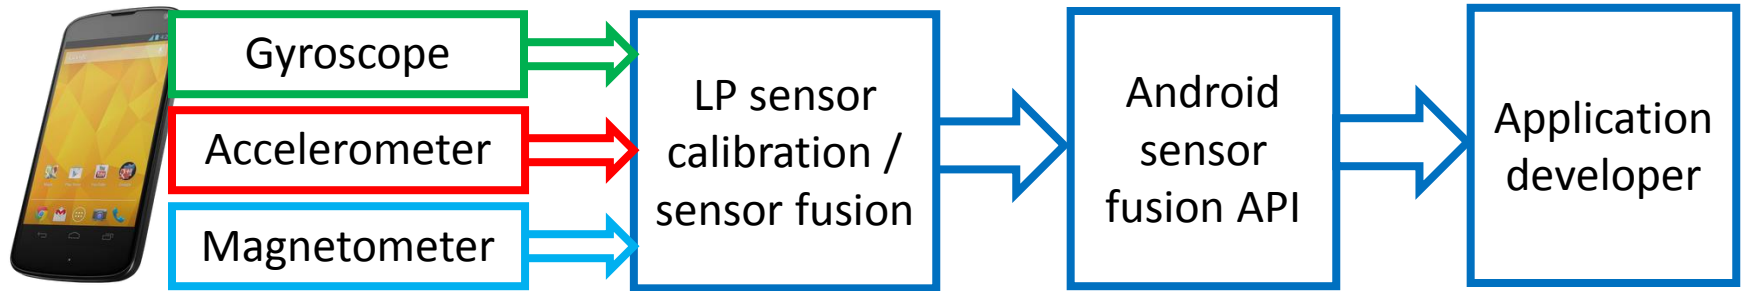 Gyroscope
Accelerometer
Magnetometer
LP sensor
calibration /
sensor fusion
Android
sensor
fusion API
Application
developer